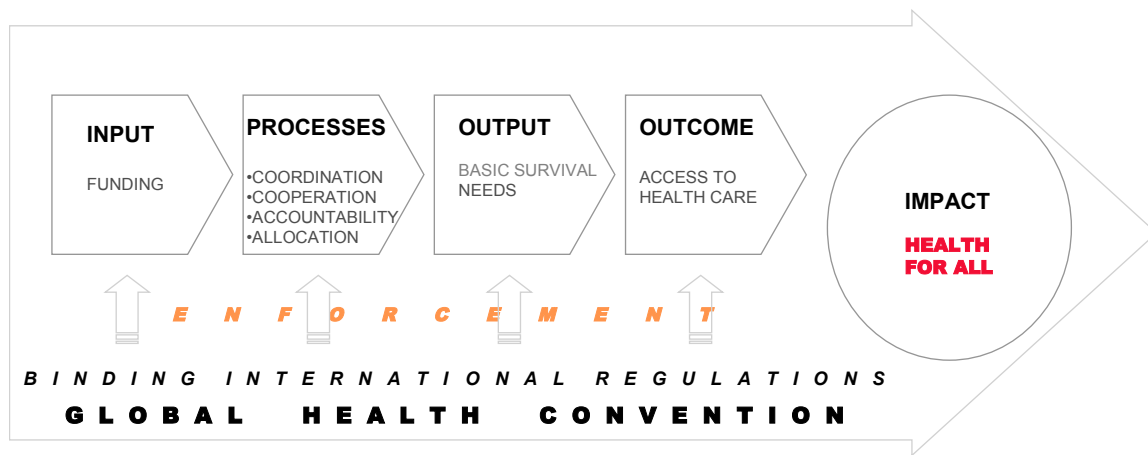 INPUT
FUNDING
PROCESSES
•COORDINATION
•COOPERATION
•ACCOUNTABILITY
•ALLOCATION
OUTPUT
BASIC SURVIVAL
NEEDS
OUTCOME
ACCESS TO
HEALTH CARE
IMPACT
HEALTH
FOR ALL
ENFORCEMENT
BINDING INTERNATIONAL REGULATIONS
GLOBAL HEALTH CONVENTION